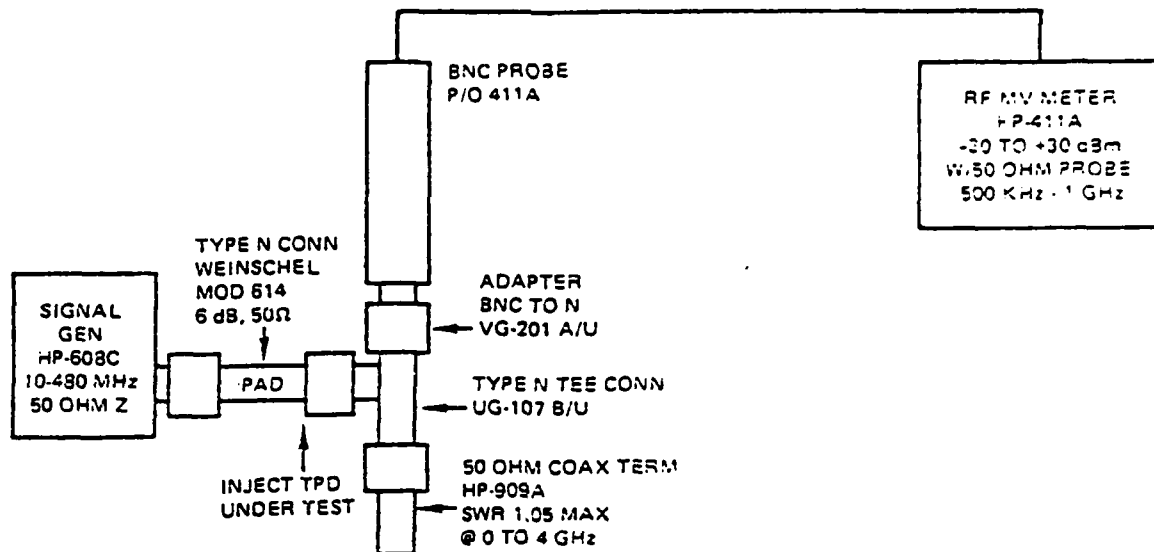 BNC PROBE
P/O 411A
RF MV METER
HP-411A
-20 TO +30 dBm
W/50 OHM PROBE
500 KHz - 1 GHz
TYPE N CONN
WEINSCHEL
MOD 614
6 dB, 50Ω
ADAPTER
BNC TO N
VG-201 A/U
SIGNAL
GEN
HP-608C
10-480 MHz
50 OHM Z
PAD
TYPE N TEE CONN
UG-107 B/U
INJECT TPD
UNDER TEST
50 OHM COAX TERM
HP-909A
SWR 1.05 MAX
@ 0 TO 4 GHz